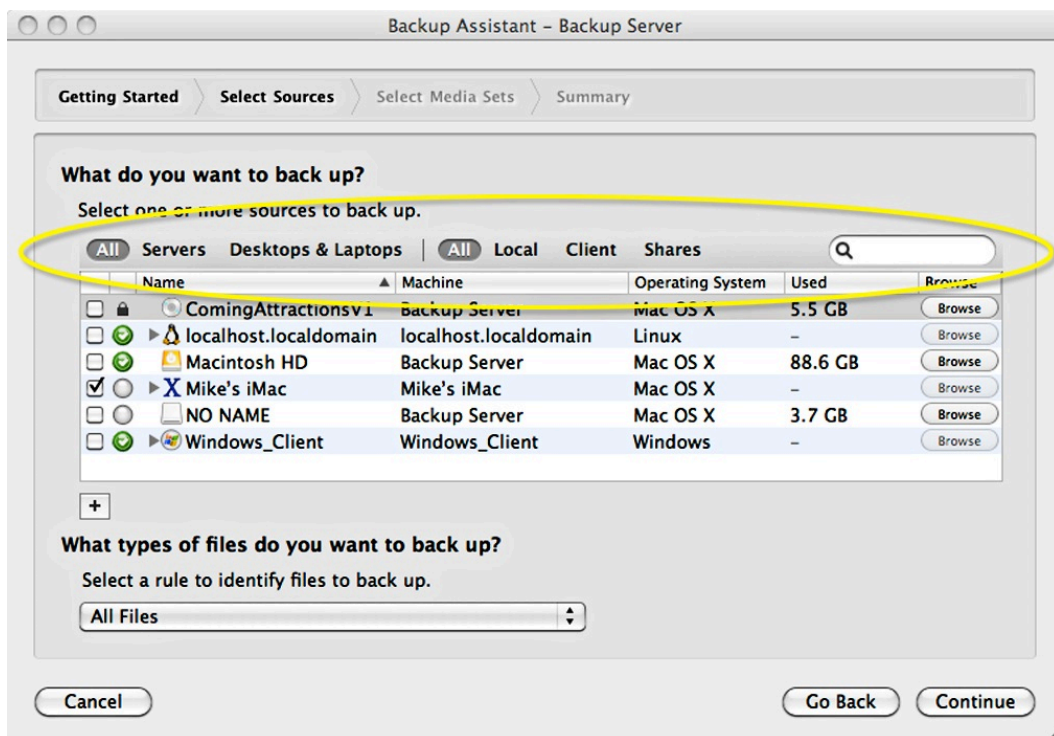 Backup Assistant – Backup Server
Getting Started Select Sources Select Media Sets Summary
What do you want to back up?
Select one or more sources to back up.
All Servers Desktops & Laptops | All Local Client Shares
Name Machine Operating System Used Browse
ComingAttractionsV1 Backup Server Mac OS X 5.5 GB Browse
localhost.localdomain localhost.localdomain Linux – Browse
Macintosh HD Backup Server Mac OS X 88.6 GB Browse
Mike's iMac Mike's iMac Mac OS X – Browse
NO NAME Backup Server Mac OS X 3.7 GB Browse
Windows_Client Windows_Client Windows – Browse
+
What types of files do you want to back up?
Select a rule to identify files to back up.
All Files
Cancel Go Back Continue